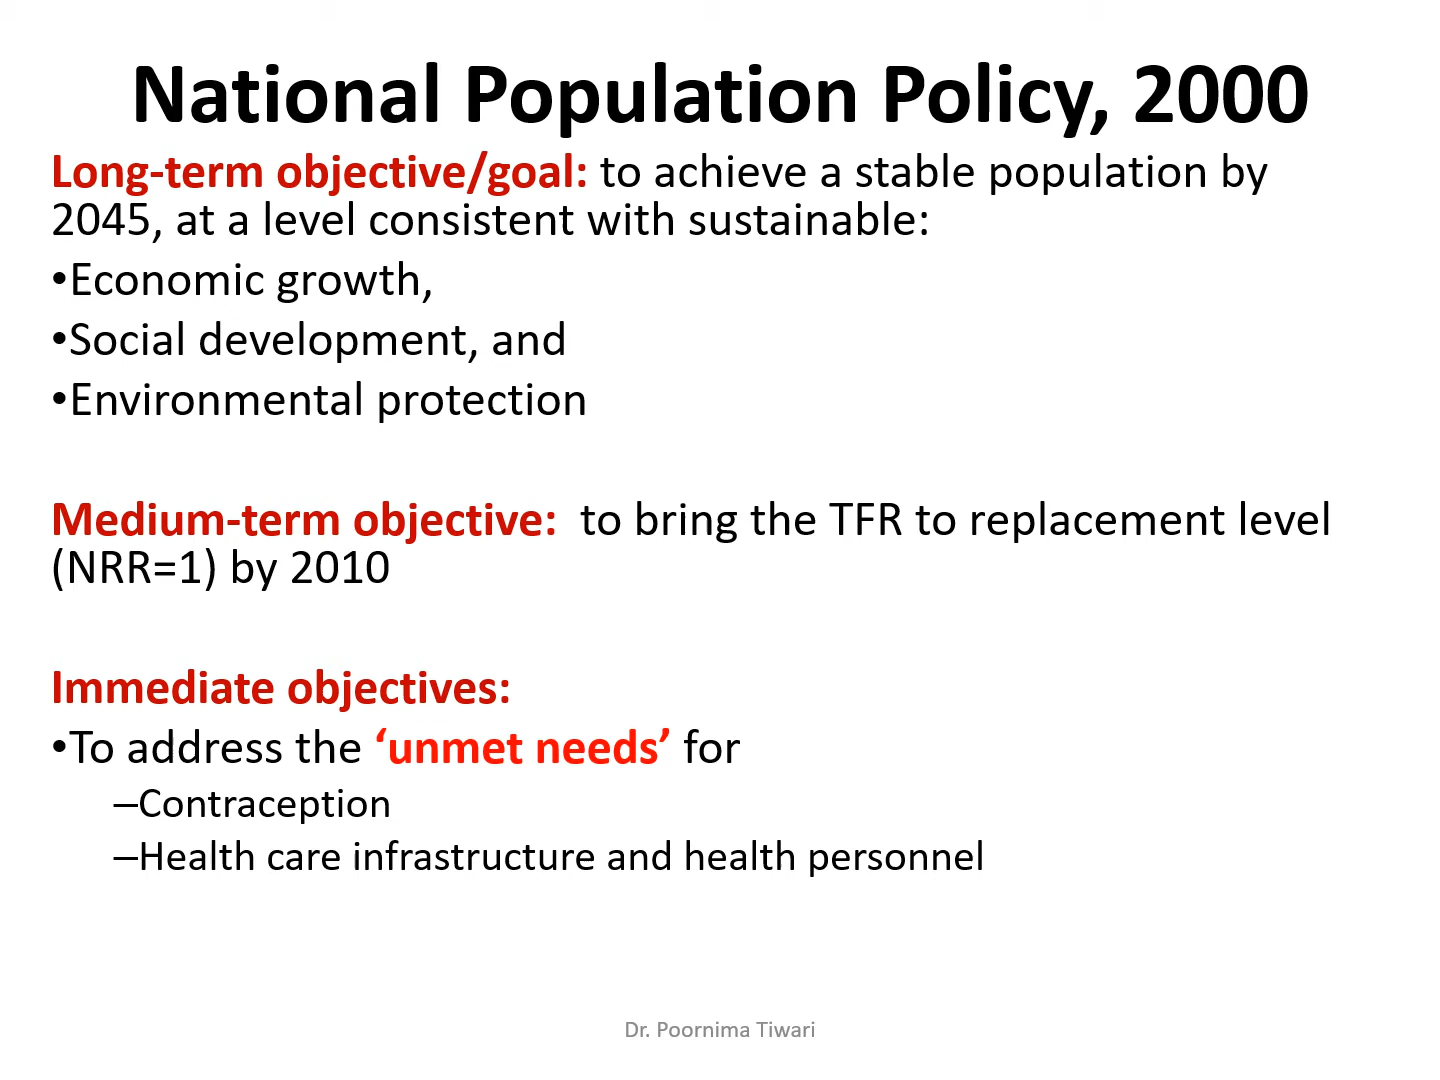 National Population Policy, 2000
Long-term objective/goal: to achieve a stable population by
2045, at a level consistent with sustainable:
•Economic growth,
•Social development, and
•Environmental protection
Medium-term objective:  to bring the TFR to replacement level
(NRR=1) by 2010
Immediate objectives:
•To address the ‘unmet needs’ for
–Contraception
–Health care infrastructure and health personnel
Dr. Poornima Tiwari